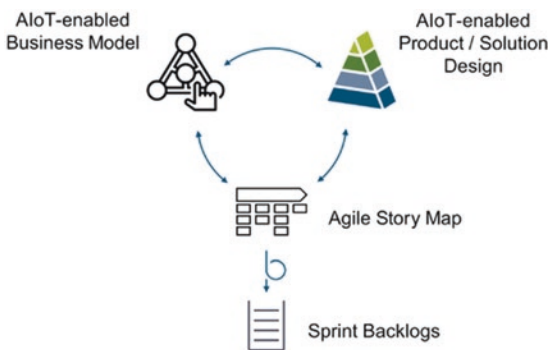 AIoT-enabled
Business Model
AIoT-enabled
Product / Solution
Design
Agile Story Map
Sprint Backlogs